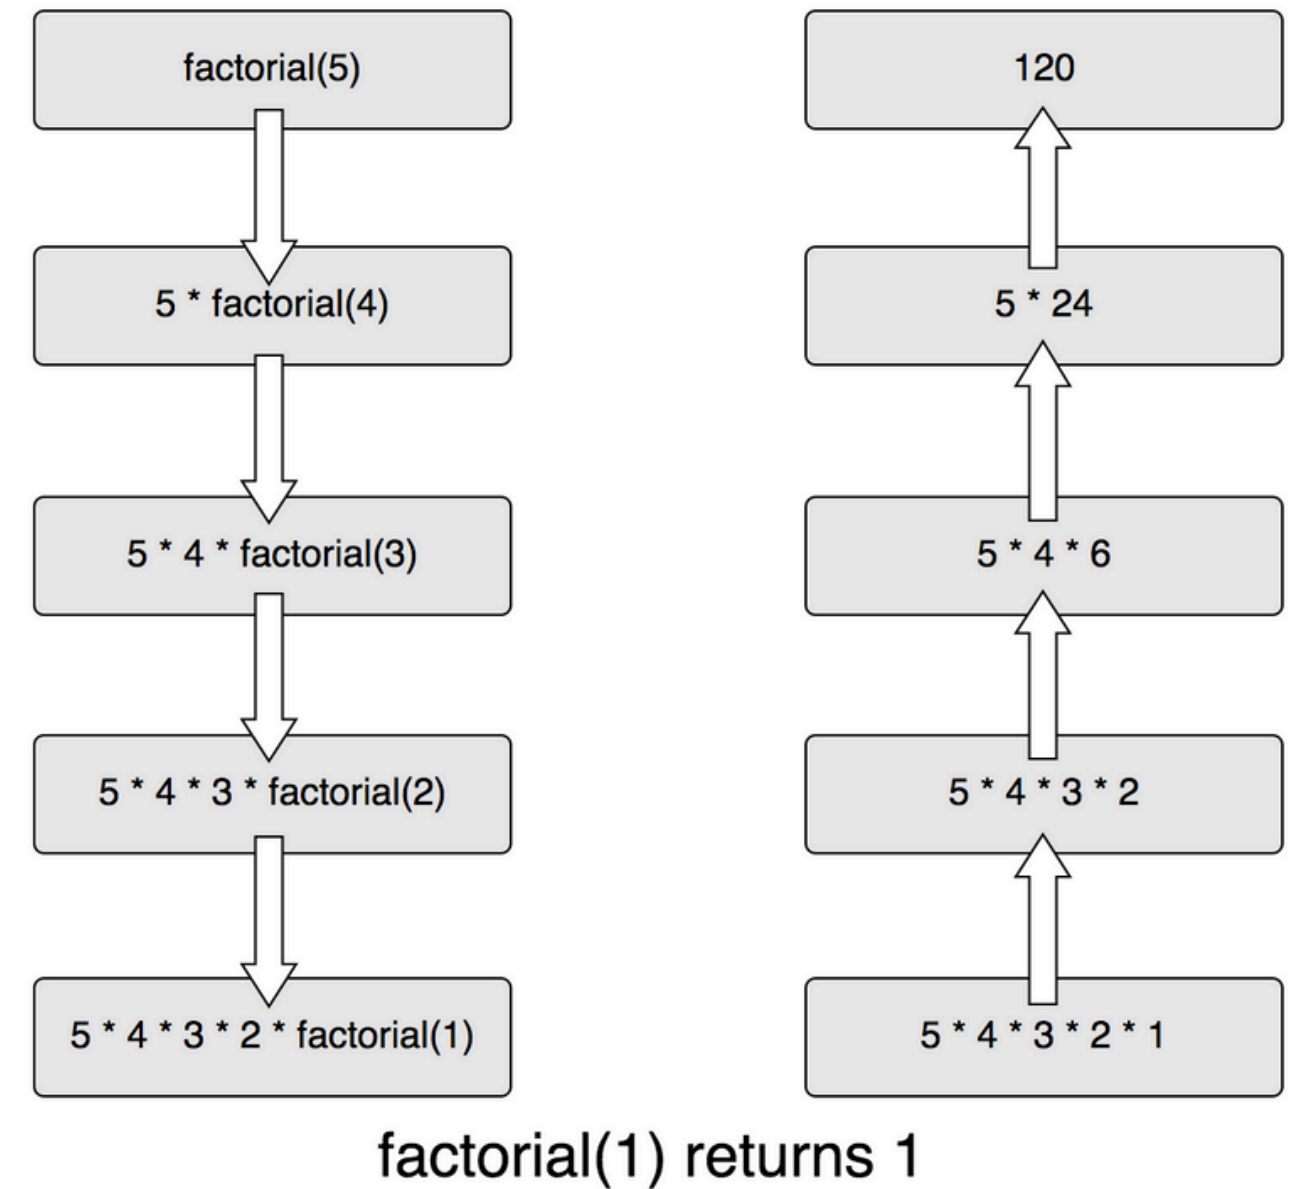 factorial(5)
5 * factorial(4)
5 * 4 * factorial(3)
5 * 4 * 3 * factorial(2)
5 * 4 * 3 * 2 * factorial(1)
120
5 * 24
5 * 4 * 6
5 * 4 * 3 * 2
5 * 4 * 3 * 2 * 1
factorial(1) returns 1